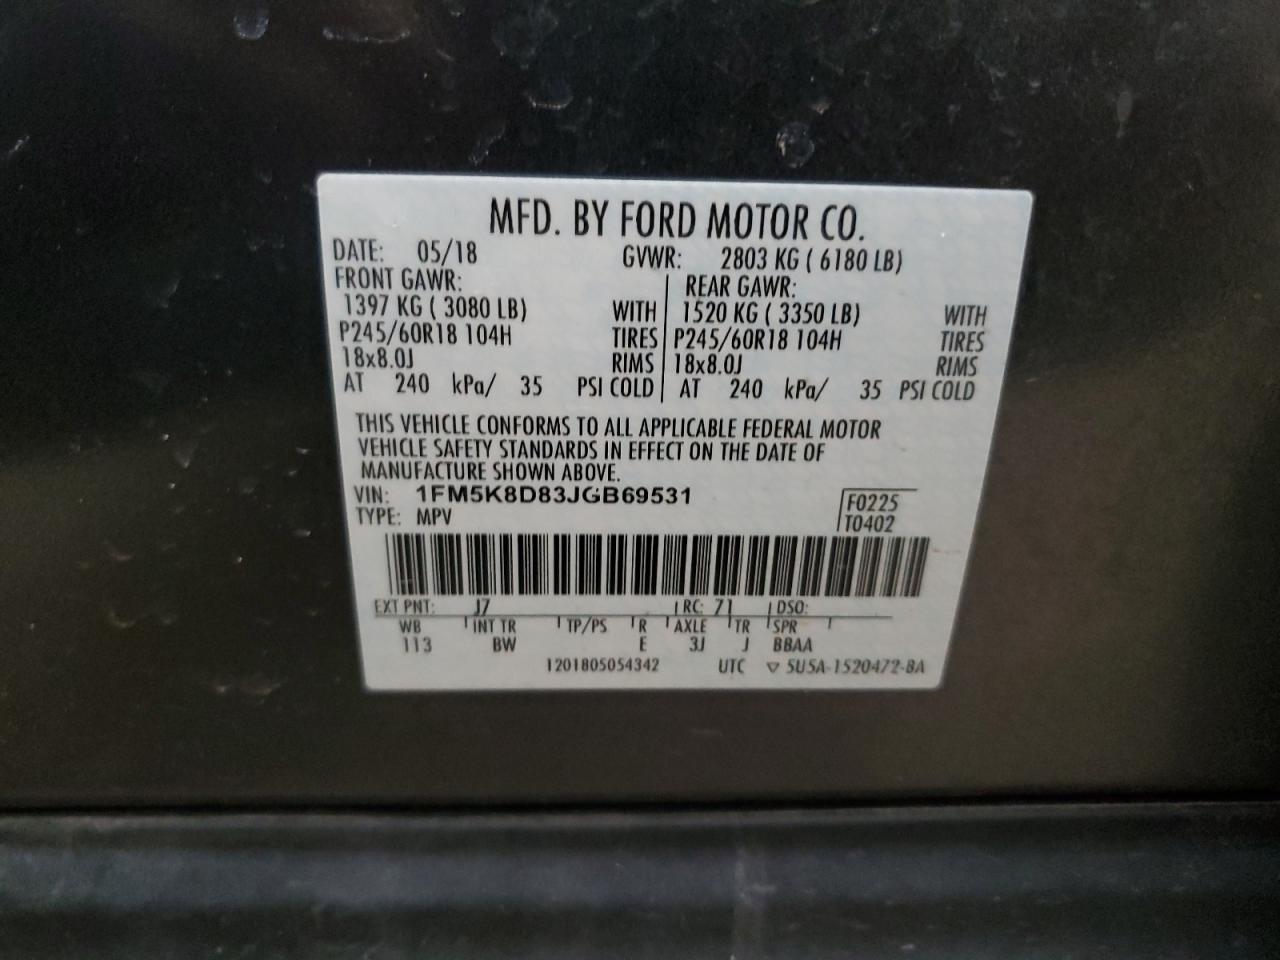 MFD. BY FORD MOTOR CO.
DATE: 05/18 GVWR: 2803 KG ( 6180 LB)
FRONT GAWR: REAR GAWR:
1397 KG ( 3080 LB) WITH 1520 KG ( 3350 LB) WITH
P245/60R18 104H TIRES P245/60R18 104H TIRES
18x8.0J RIMS 18x8.0J RIMS
AT 240 kPa/ 35 PSI COLD AT 240 kPa/ 35 PSI COLD
THIS VEHICLE CONFORMS TO ALL APPLICABLE FEDERAL MOTOR
VEHICLE SAFETY STANDARDS IN EFFECT ON THE DATE OF
MANUFACTURE SHOWN ABOVE.
VIN: 1FM5K8D83JGB69531 F0225
TYPE: MPV T0402
EXT PNT: J7 RC: 71 DSO:
WB INT TR TP/PS R AXLE TR SPR
113 BW E 3J J BBAA
1201805054342 UTC ▽ 5U5A-1520472-BA